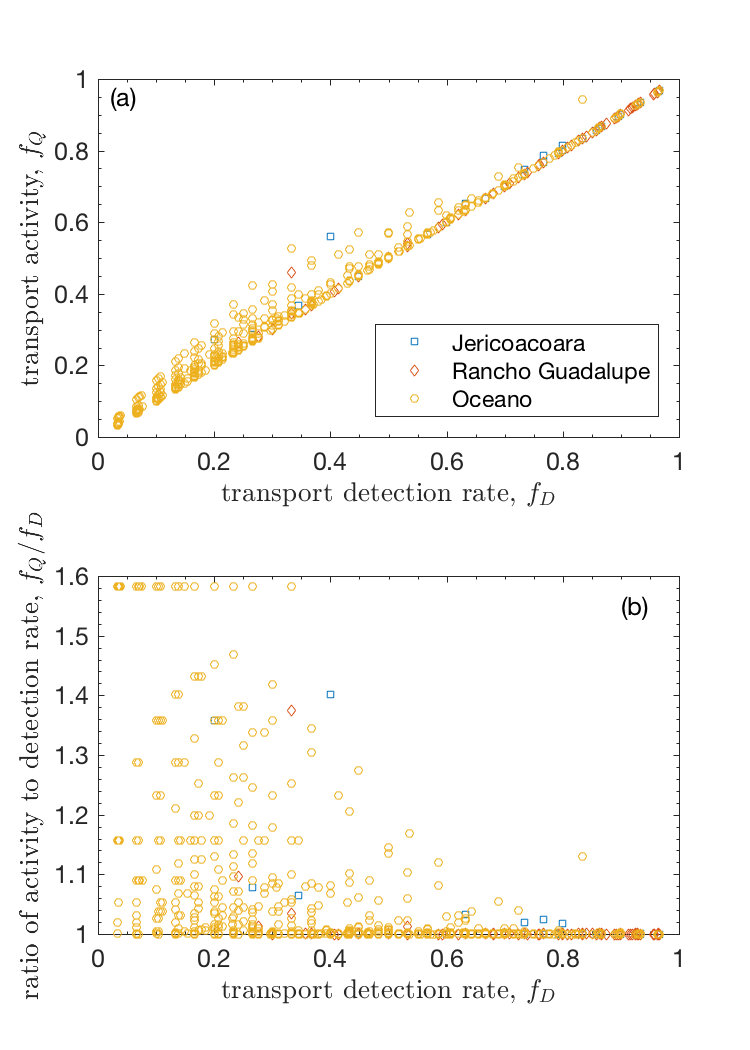 (a)
1
0.8
0.6
0.4
0.2
0
transport activity, f_Q
Jericoacoara
Rancho Guadalupe
Oceano
0 0.2 0.4 0.6 0.8 1
transport detection rate, f_D
(b)
1.6
1.5
1.4
1.3
1.2
1.1
1
ratio of activity to detection rate, f_Q/f_D
0 0.2 0.4 0.6 0.8 1
transport detection rate, f_D